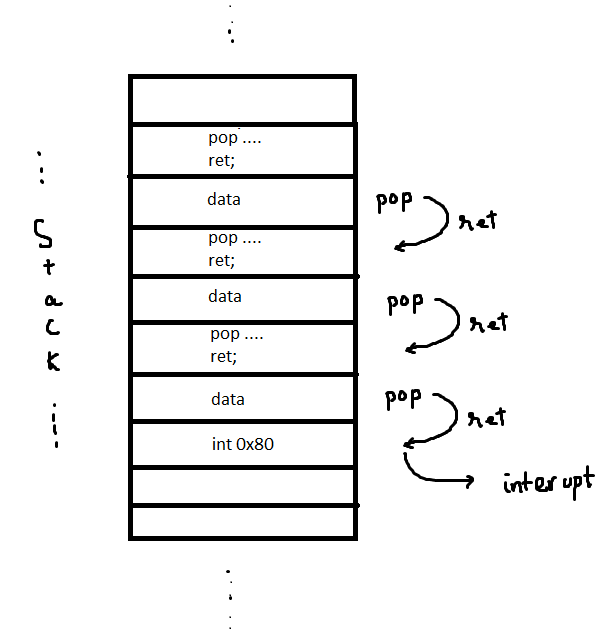 pop ....
ret;
data
pop ....
ret;
data
pop ....
ret;
data
int 0x80
Stack
pop
ret
pop
ret
pop
ret
interupt